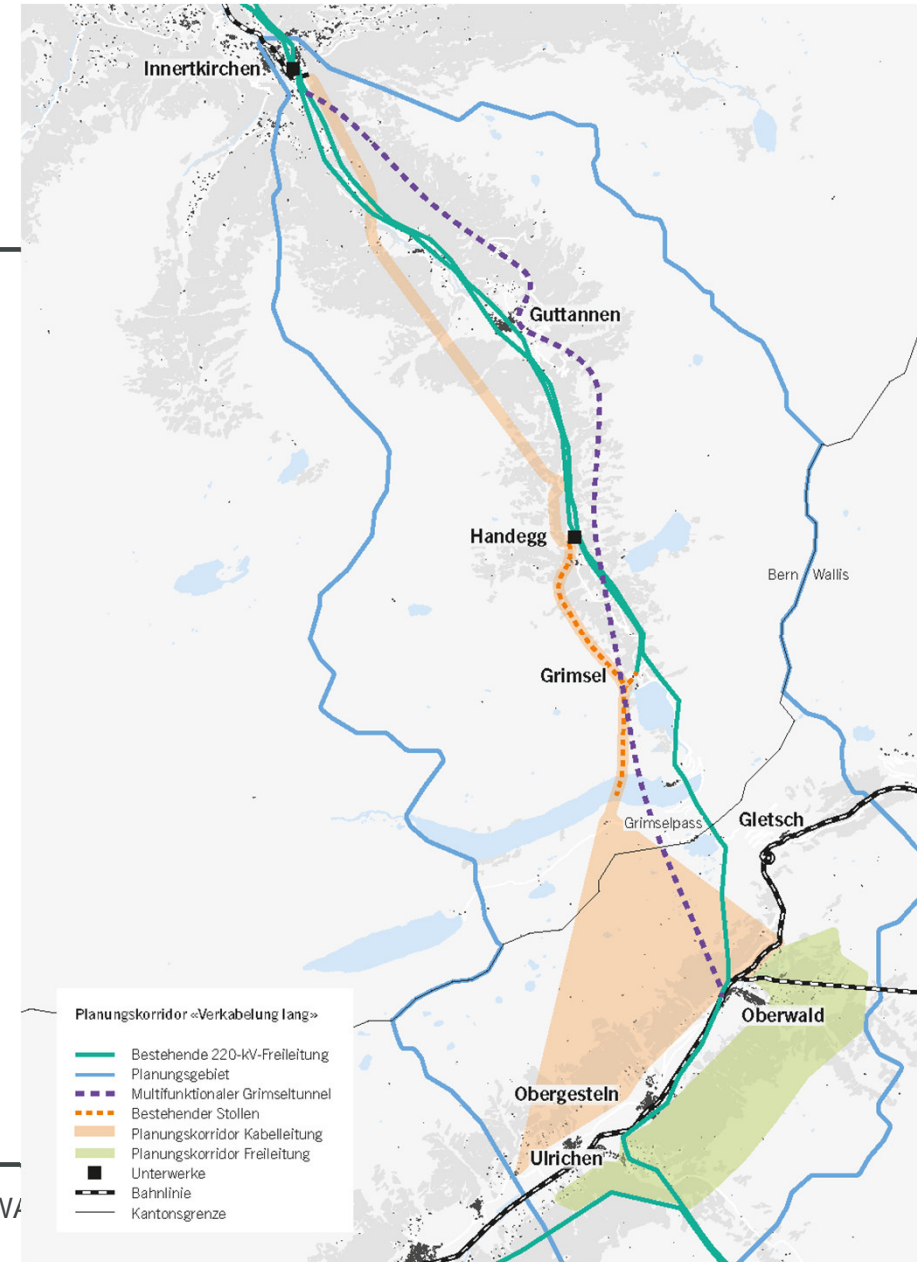 Innertkirchen
Guttannen
Handegg
Bern
Wallis
Grimsel
Grimselpass
Gletsch
Oberwald
Obergesteln
Ulrichen
Planungskorridor «Verkabelung lang»
Bestehende 220-kV-Freileitung
Planungsgebiet
Multifunktionaler Grimseltunnel
Bestehender Stollen
Planungskorridor Kabelleitung
Planungskorridor Freileitung
Unterwerke
Bahnlinie
Kantonsgrenze